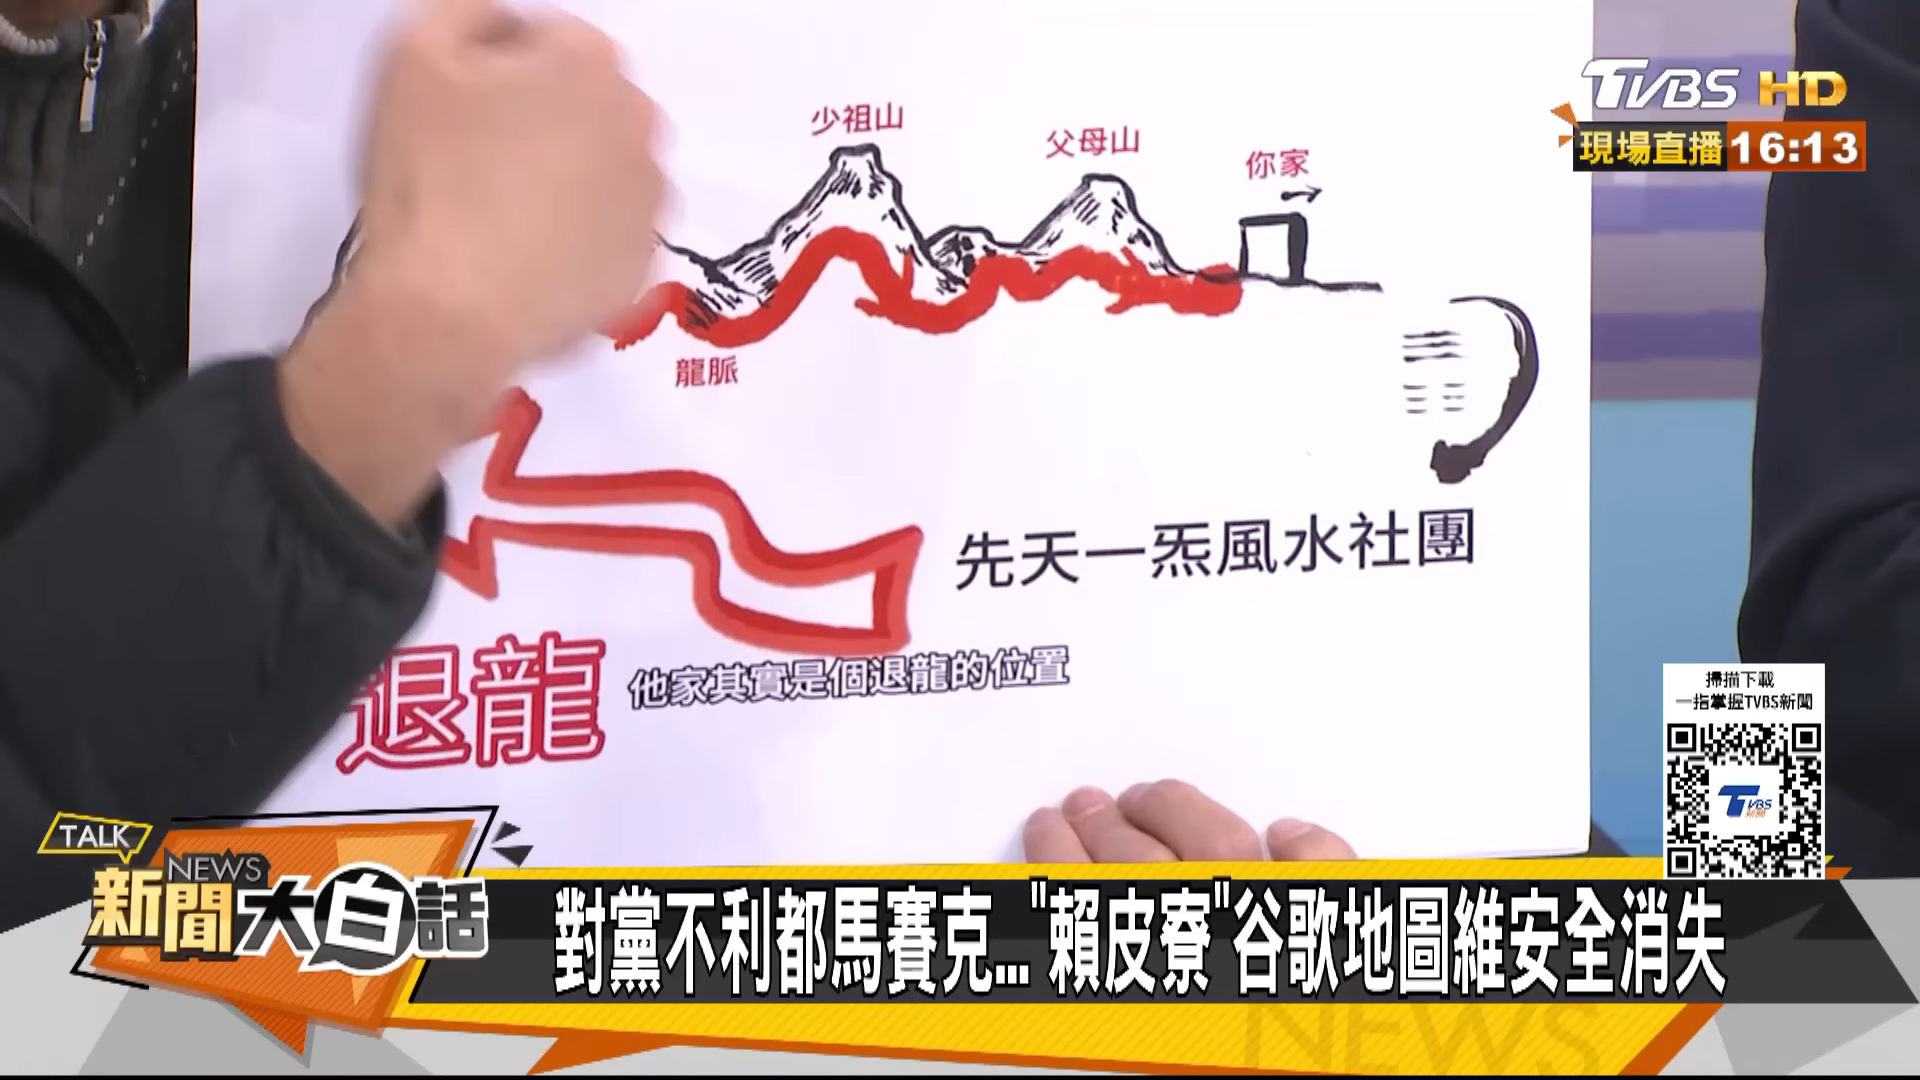 少祖山
父母山
你家
龍脈
先天一炁風水社團
退龍
他家其實是個退龍的位置
TVBS HD
現場直播 16:13
掃描下載
一指掌握TVBS新聞
TVBS
新聞
TALK
NEWS
新聞大白話
對黨不利都馬賽克..."賴皮寮"谷歌地圖維安全消失
NEWS